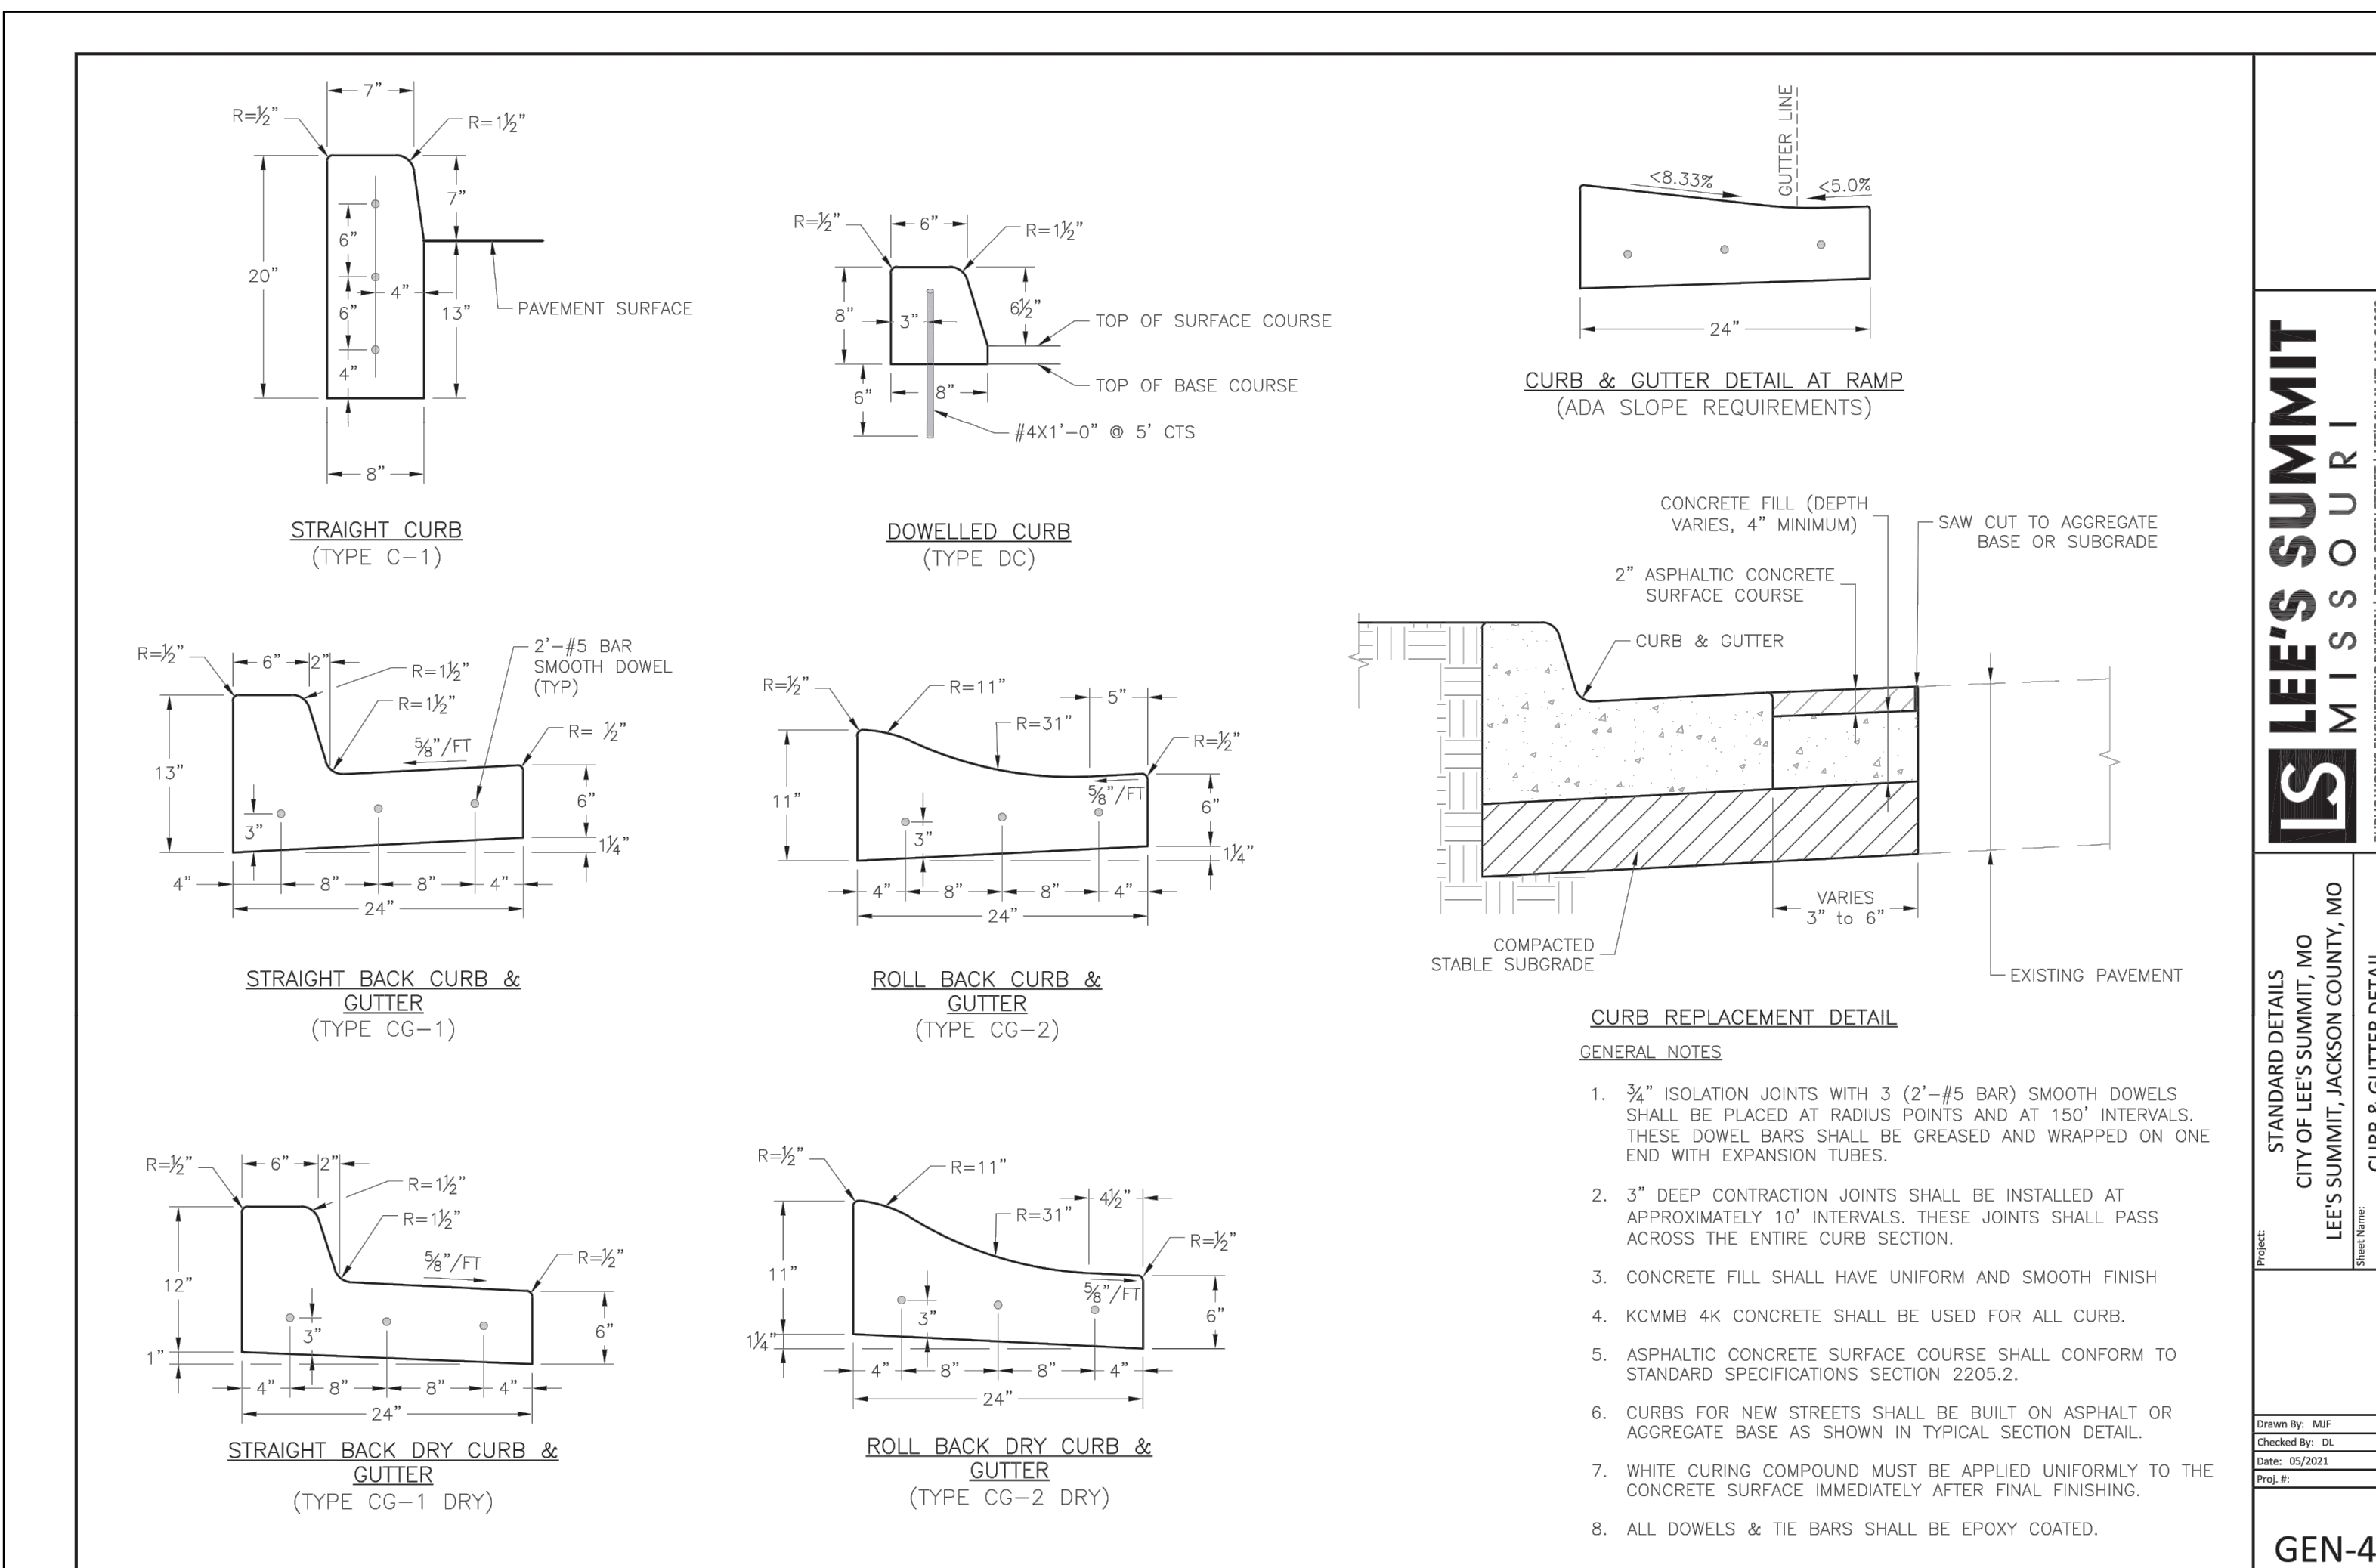 7"
R=½"
R=1½"
7"
6"
20"
4"
6"
13"
PAVEMENT SURFACE
4"
8"
STRAIGHT CURB
(TYPE C-1)
R=½"
6"
R=1½"
8"
3"
6½"
TOP OF SURFACE COURSE
TOP OF BASE COURSE
6"
8"
#4X1'-0" @ 5' CTS
DOWELLED CURB
(TYPE DC)
GUTTER LINE
<8.33%
<5.0%
24"
CURB & GUTTER DETAIL AT RAMP
(ADA SLOPE REQUIREMENTS)
R=½"
6"
2"
R=1½"
R=1½"
2'-#5 BAR
SMOOTH DOWEL
(TYP)
⅝"/FT
R= ½"
13"
3"
6"
1¼"
4"
8"
8"
4"
24"
STRAIGHT BACK CURB &
GUTTER
(TYPE CG-1)
R=½"
R=11"
R=31"
5"
R=½"
11"
⅝"/FT
3"
6"
1¼"
4"
8"
8"
4"
24"
ROLL BACK CURB &
GUTTER
(TYPE CG-2)
CONCRETE FILL (DEPTH
VARIES, 4" MINIMUM)
SAW CUT TO AGGREGATE
BASE OR SUBGRADE
2" ASPHALTIC CONCRETE
SURFACE COURSE
CURB & GUTTER
VARIES
3" to 6"
COMPACTED
STABLE SUBGRADE
EXISTING PAVEMENT
CURB REPLACEMENT DETAIL
R=½"
6"
2"
R=1½"
R=1½"
⅝"/FT
R=½"
12"
3"
6"
1"
4"
8"
8"
4"
24"
STRAIGHT BACK DRY CURB &
GUTTER
(TYPE CG-1 DRY)
R=½"
R=11"
R=31"
4½"
R=½"
11"
⅝"/FT
3"
6"
1¼"
4"
8"
8"
4"
24"
ROLL BACK DRY CURB &
GUTTER
(TYPE CG-2 DRY)
GENERAL NOTES
1. ¾" ISOLATION JOINTS WITH 3 (2'-#5 BAR) SMOOTH DOWELS
SHALL BE PLACED AT RADIUS POINTS AND AT 150' INTERVALS.
THESE DOWEL BARS SHALL BE GREASED AND WRAPPED ON ONE
END WITH EXPANSION TUBES.
2. 3" DEEP CONTRACTION JOINTS SHALL BE INSTALLED AT
APPROXIMATELY 10' INTERVALS. THESE JOINTS SHALL PASS
ACROSS THE ENTIRE CURB SECTION.
3. CONCRETE FILL SHALL HAVE UNIFORM AND SMOOTH FINISH
4. KCMMB 4K CONCRETE SHALL BE USED FOR ALL CURB.
5. ASPHALTIC CONCRETE SURFACE COURSE SHALL CONFORM TO
STANDARD SPECIFICATIONS SECTION 2205.2.
6. CURBS FOR NEW STREETS SHALL BE BUILT ON ASPHALT OR
AGGREGATE BASE AS SHOWN IN TYPICAL SECTION DETAIL.
7. WHITE CURING COMPOUND MUST BE APPLIED UNIFORMLY TO THE
CONCRETE SURFACE IMMEDIATELY AFTER FINAL FINISHING.
8. ALL DOWELS & TIE BARS SHALL BE EPOXY COATED.
LS LEE'S SUMMIT
MISSOURI
Project:
STANDARD DETAILS
CITY OF LEE'S SUMMIT, MO
LEE'S SUMMIT, JACKSON COUNTY, MO
Sheet Name:
CURB & GUTTER DETAIL
Drawn By: MJF
Checked By: DL
Date: 05/2021
Proj. #:
GEN-4